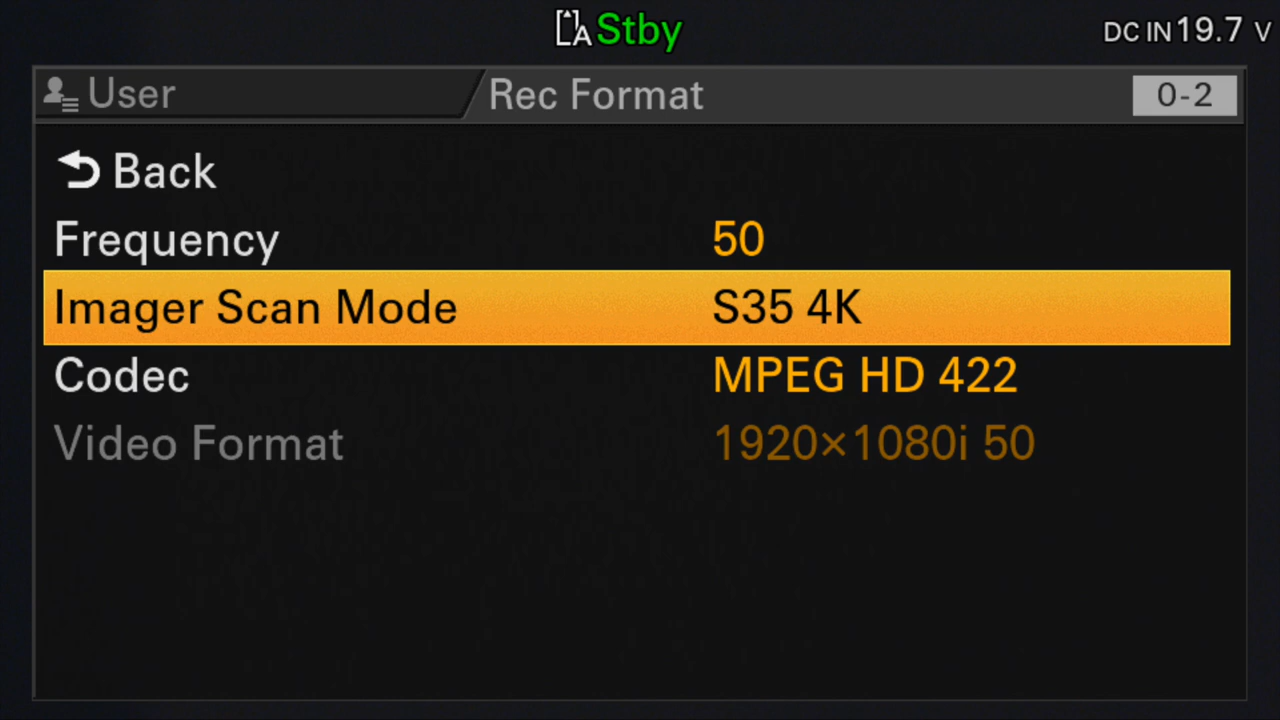 A Stby DC IN 19.7 V
User Rec Format 0-2
Back
Frequency 50
Imager Scan Mode S35 4K
Codec MPEG HD 422
Video Format 1920×1080i 50